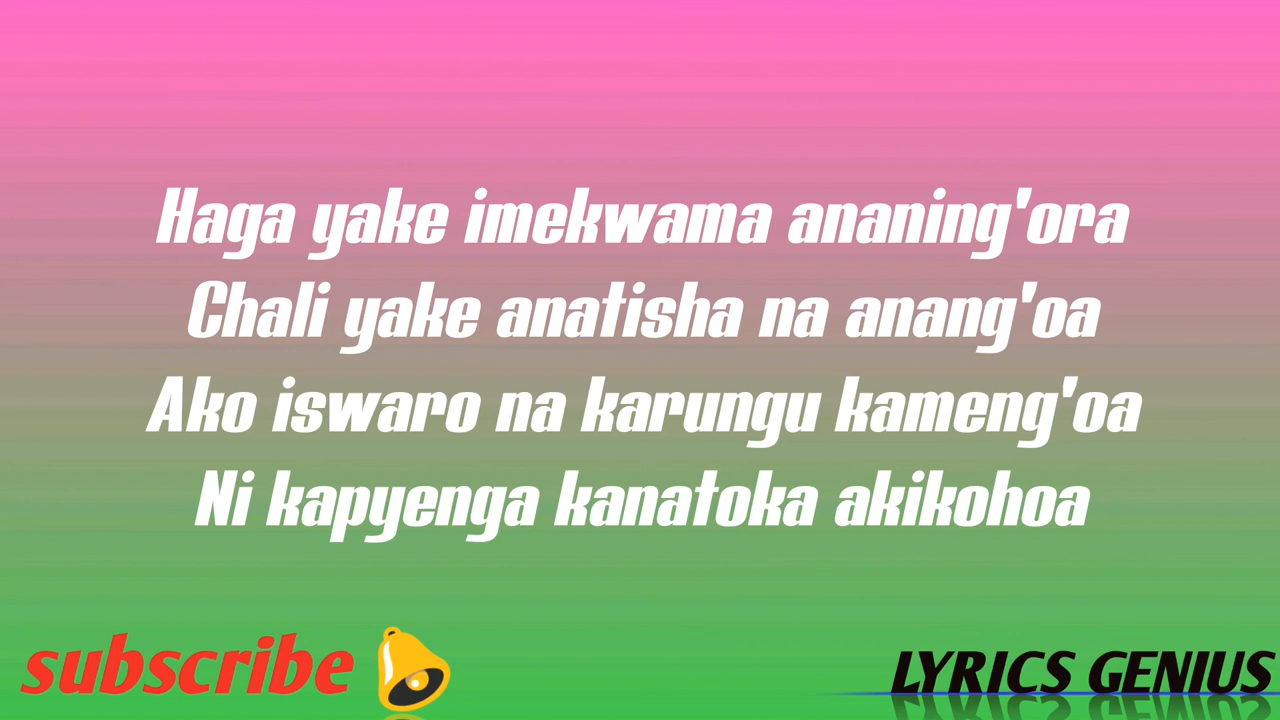 Haga yake imekwama ananing'ora
Chali yake anatisha na anang'oa
Ako iswaro na karungu kameng'oa
Ni kapyenga kanatoka akikohoa
subscribe
LYRICS GENIUS